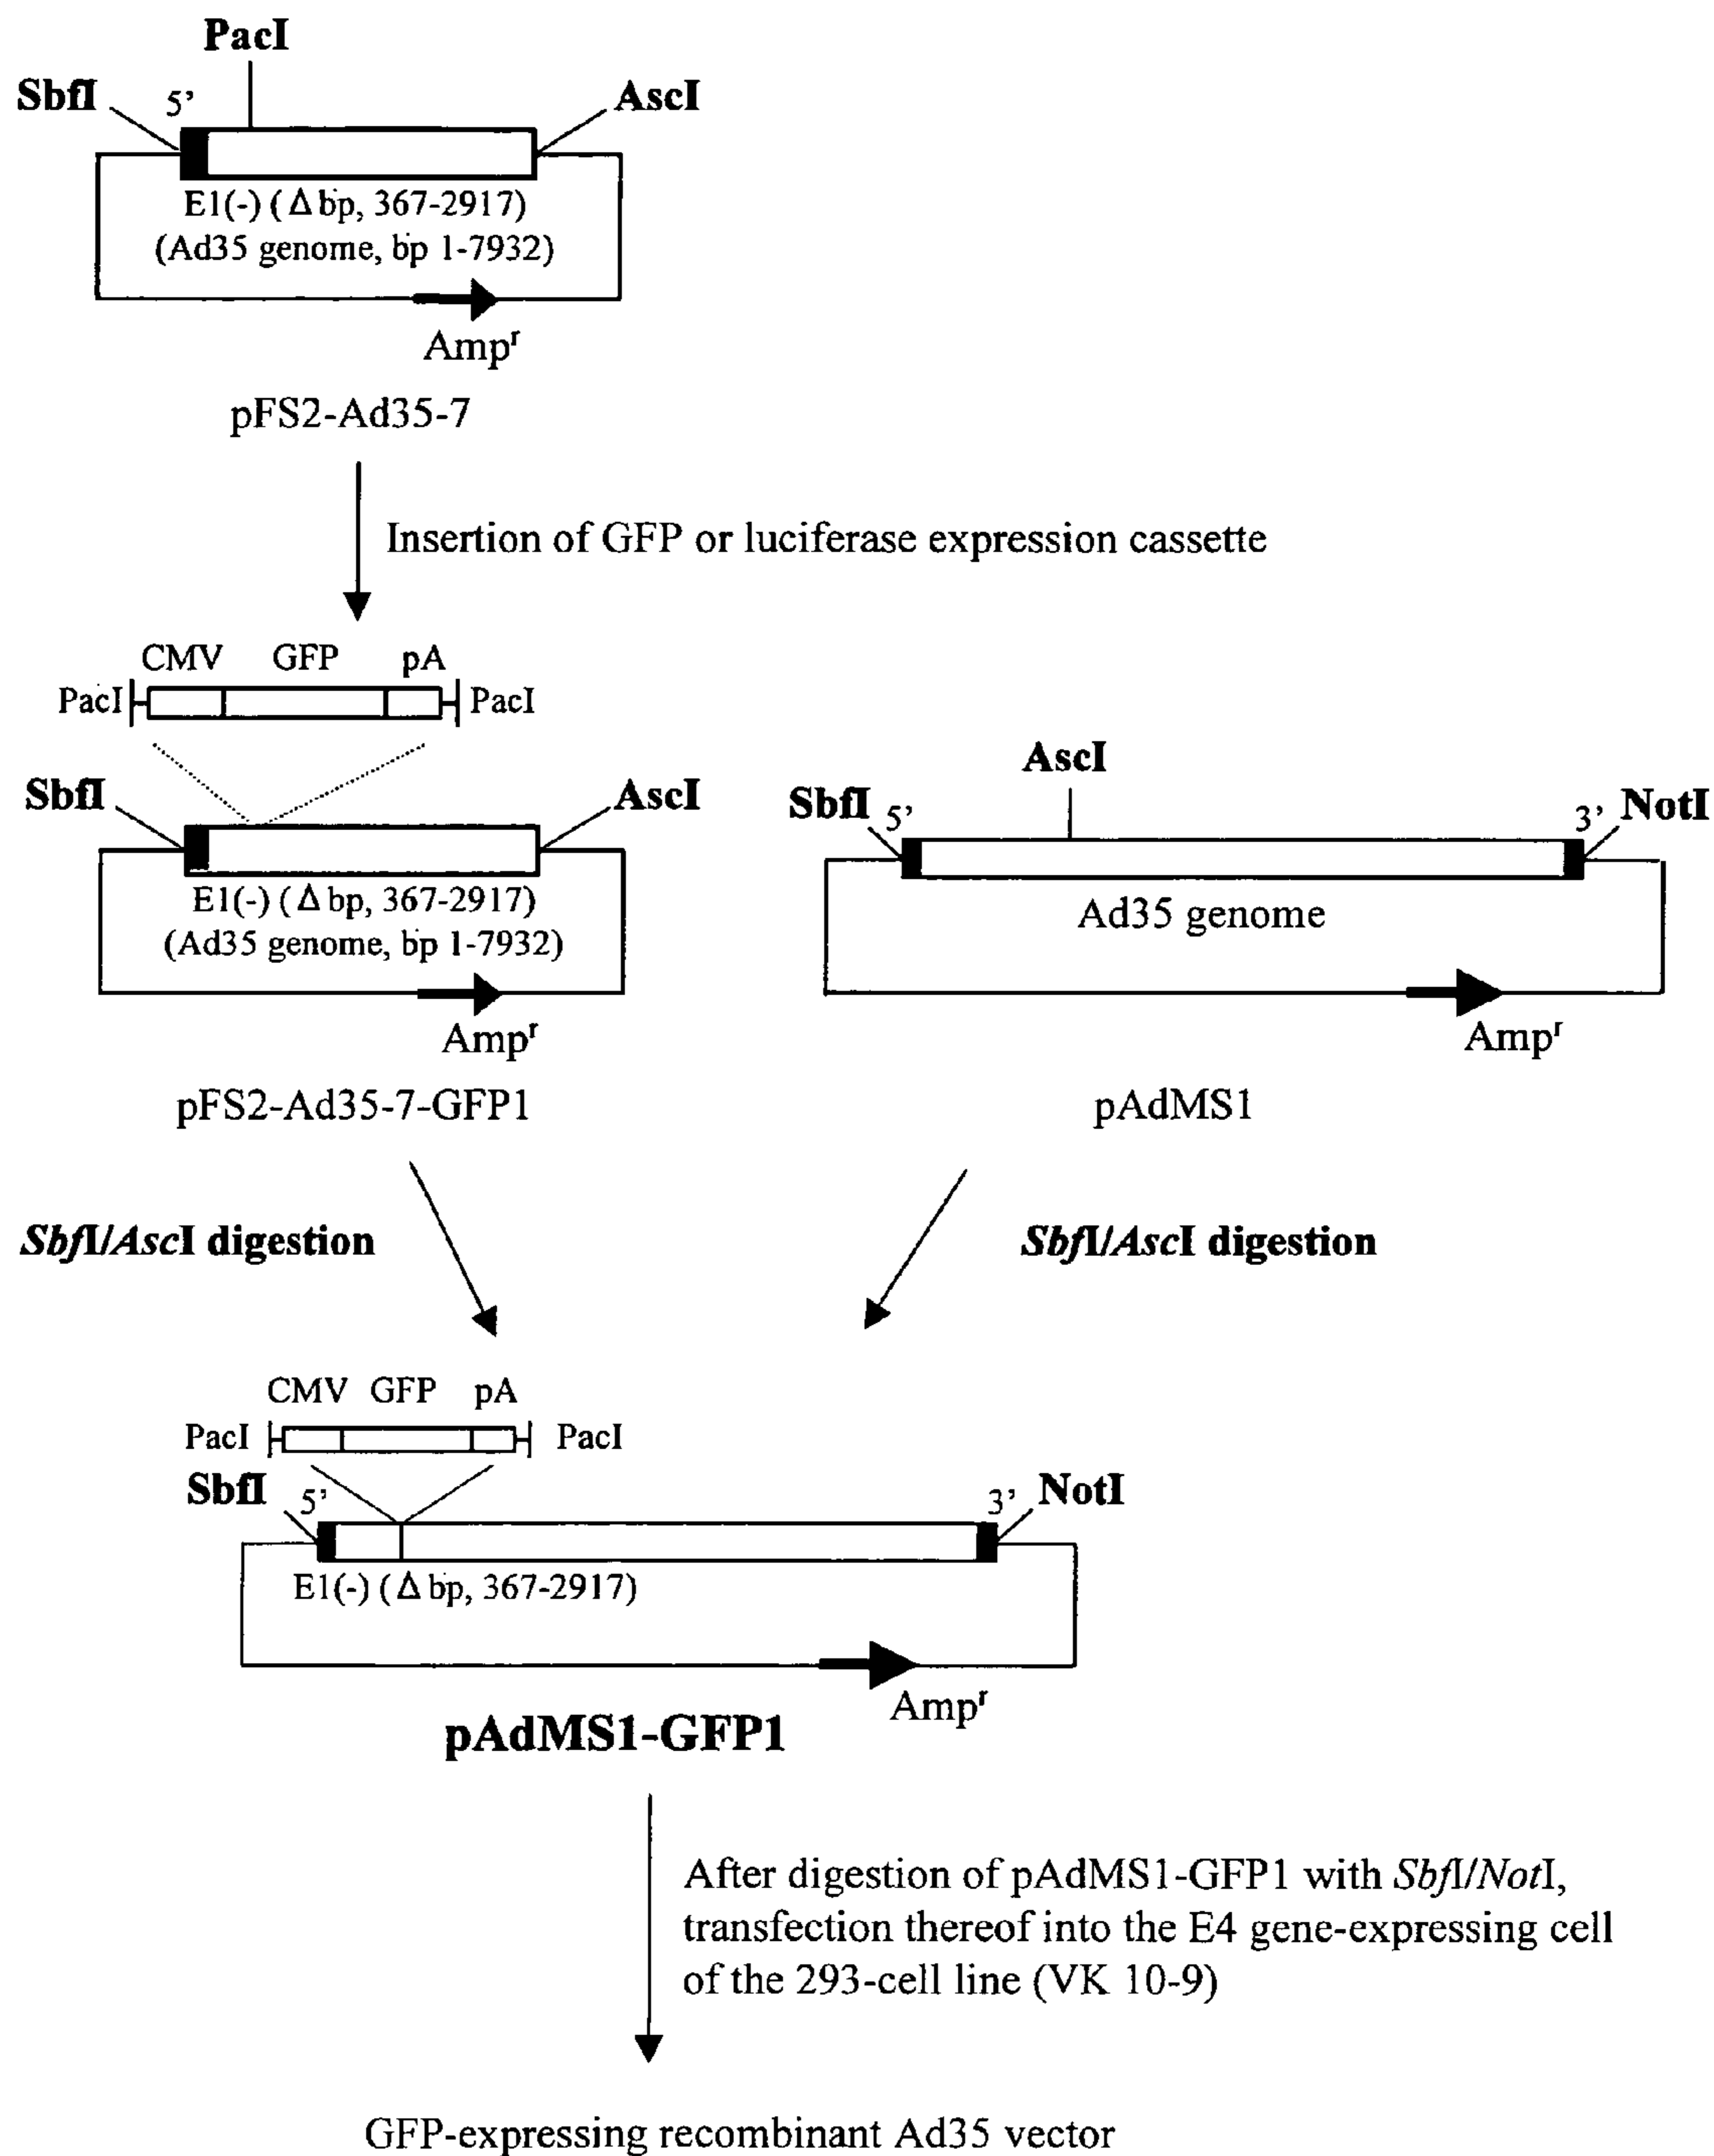 PacI
SbfI
5’
AscI
E1(-) (Δ bp, 367-2917)
(Ad35 genome, bp 1-7932)
Ampʳ
pFS2-Ad35-7
Insertion of GFP or luciferase expression cassette
CMV GFP pA
PacI PacI
SbfI
AscI
E1(-) (Δ bp, 367-2917)
(Ad35 genome, bp 1-7932)
Ampʳ
pFS2-Ad35-7-GFP1
AscI
SbfI 5’
3’ NotI
Ad35 genome
Ampʳ
pAdMS1
SbfI/AscI digestion
SbfI/AscI digestion
CMV GFP pA
PacI PacI
SbfI 5’
3’ NotI
E1(-) (Δ bp, 367-2917)
Ampʳ
pAdMS1-GFP1
After digestion of pAdMS1-GFP1 with SbfI/NotI,
transfection thereof into the E4 gene-expressing cell
of the 293-cell line (VK 10-9)
GFP-expressing recombinant Ad35 vector